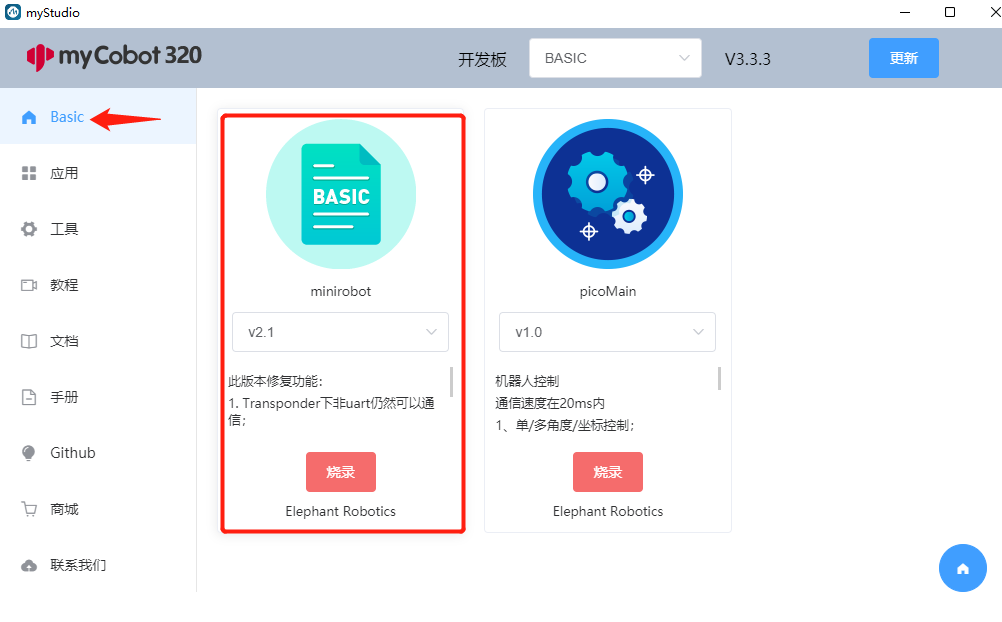 myStudio
myCobot 320
开发板
BASIC
V3.3.3
更新
Basic
应用
工具
教程
文档
手册
Github
商城
联系我们
BASIC
minirobot
v2.1
此版本修复功能：
1. Transponder下非uart仍然可以通
信；
烧录
Elephant Robotics
picoMain
v1.0
机器人控制
通信速度在20ms内
1、单/多角度/坐标控制；
烧录
Elephant Robotics